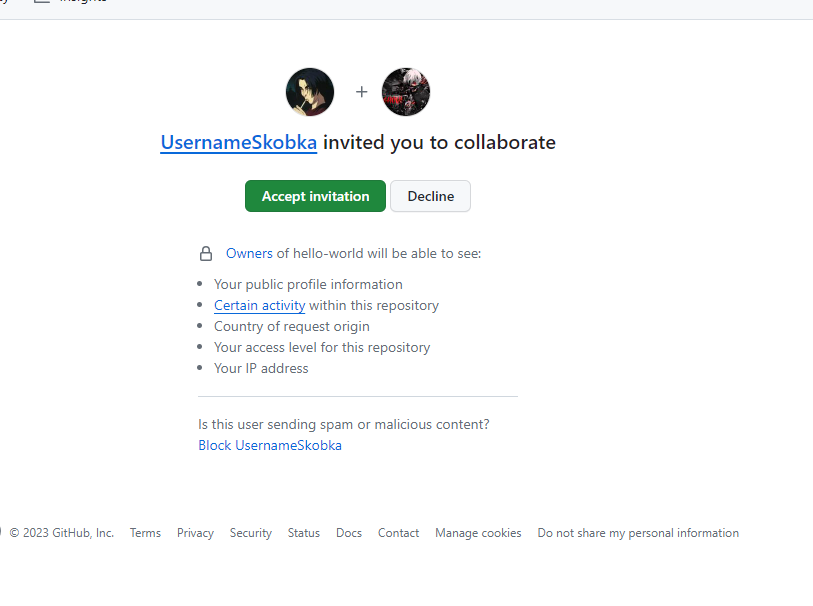 UsernameSkobka invited you to collaborate
Accept invitation Decline
Owners of hello-world will be able to see:
Your public profile information
Certain activity within this repository
Country of request origin
Your access level for this repository
Your IP address
Is this user sending spam or malicious content?
Block UsernameSkobka
© 2023 GitHub, Inc. Terms Privacy Security Status Docs Contact Manage cookies Do not share my personal information